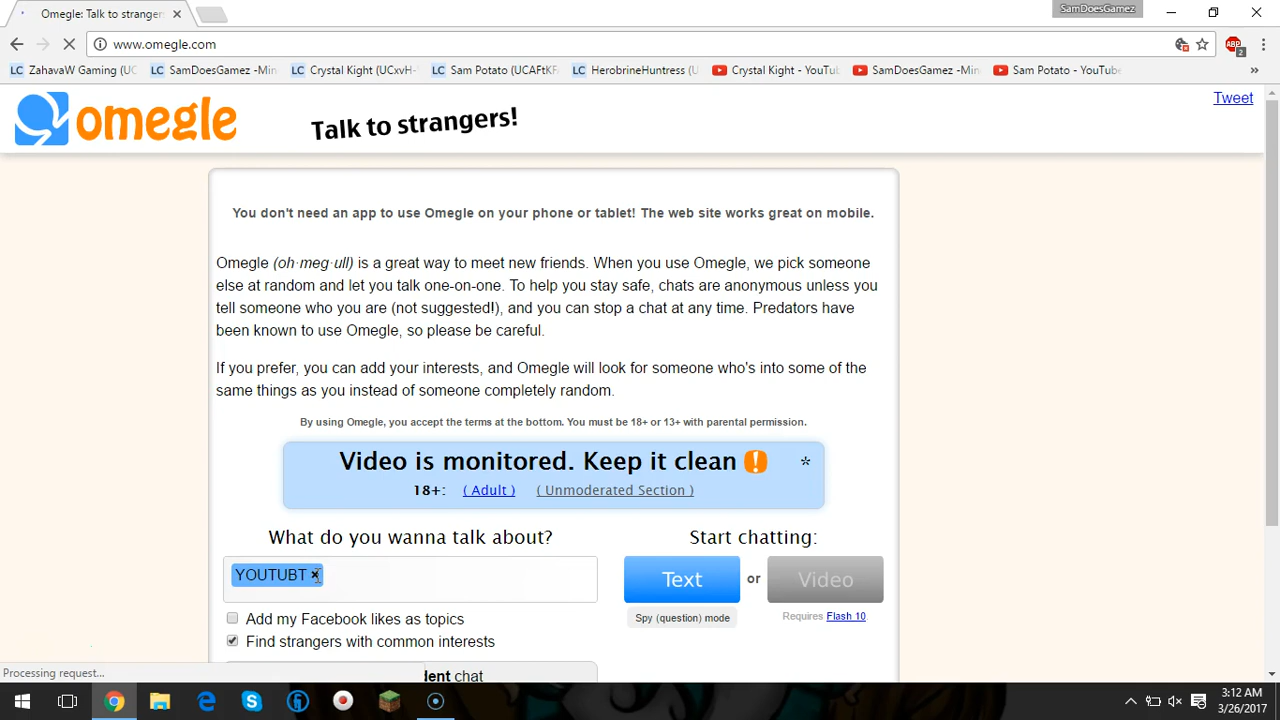 Omegle: Talk to strangers
SamDoesGamez
www.omegle.com
ABP
2
LC ZahavaW Gaming (UC LC SamDoesGamez -Min LC Crystal Kight (UCxvH- LC Sam Potato (UCAFtKF LC HerobrineHuntress (U Crystal Kight - YouTu SamDoesGamez -Min Sam Potato - YouTube »
omegle
Talk to strangers!
Tweet
You don't need an app to use Omegle on your phone or tablet! The web site works great on mobile.
Omegle (oh·meg·ull) is a great way to meet new friends. When you use Omegle, we pick someone
else at random and let you talk one-on-one. To help you stay safe, chats are anonymous unless you
tell someone who you are (not suggested!), and you can stop a chat at any time. Predators have
been known to use Omegle, so please be careful.
If you prefer, you can add your interests, and Omegle will look for someone who's into some of the
same things as you instead of someone completely random.
By using Omegle, you accept the terms at the bottom. You must be 18+ or 13+ with parental permission.
Video is monitored. Keep it clean ! *
18+: ( Adult ) ( Unmoderated Section )
What do you wanna talk about?
Start chatting:
YOUTUBT ×
Text or Video
Add my Facebook likes as topics
Spy (question) mode
Requires Flash 10.
Find strangers with common interests
Processing request...
dent chat
3:12 AM
3/26/2017